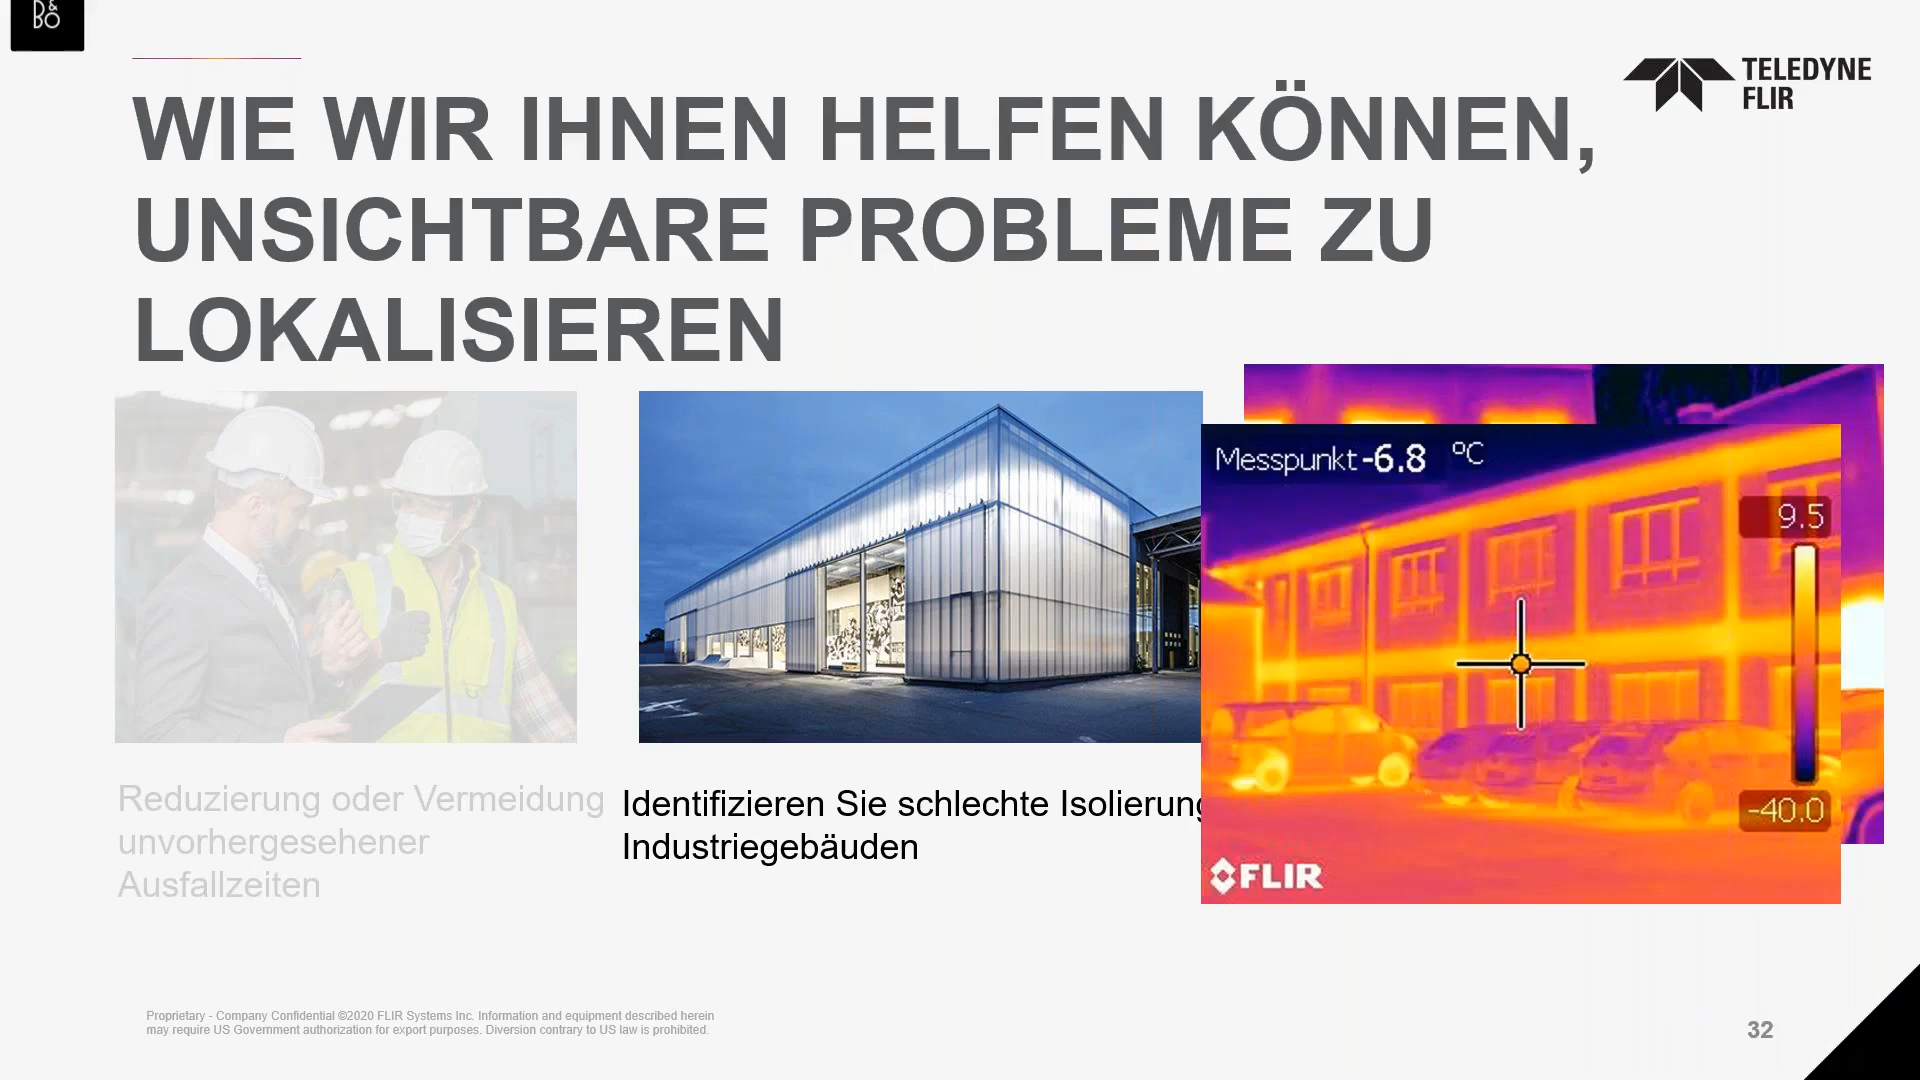 B&
BO
TELEDYNE
FLIR
WIE WIR IHNEN HELFEN KÖNNEN,
UNSICHTBARE PROBLEME ZU
LOKALISIEREN
Messpunkt -6.8 °C
9.5
-40.0
FLIR
Reduzierung oder Vermeidung
unvorhergesehener
Ausfallzeiten
Identifizieren Sie schlechte Isolierung
Industriegebäuden
Proprietary - Company Confidential ©2020 FLIR Systems Inc. Information and equipment described herein
may require US Government authorization for export purposes. Diversion contrary to US law is prohibited.
32